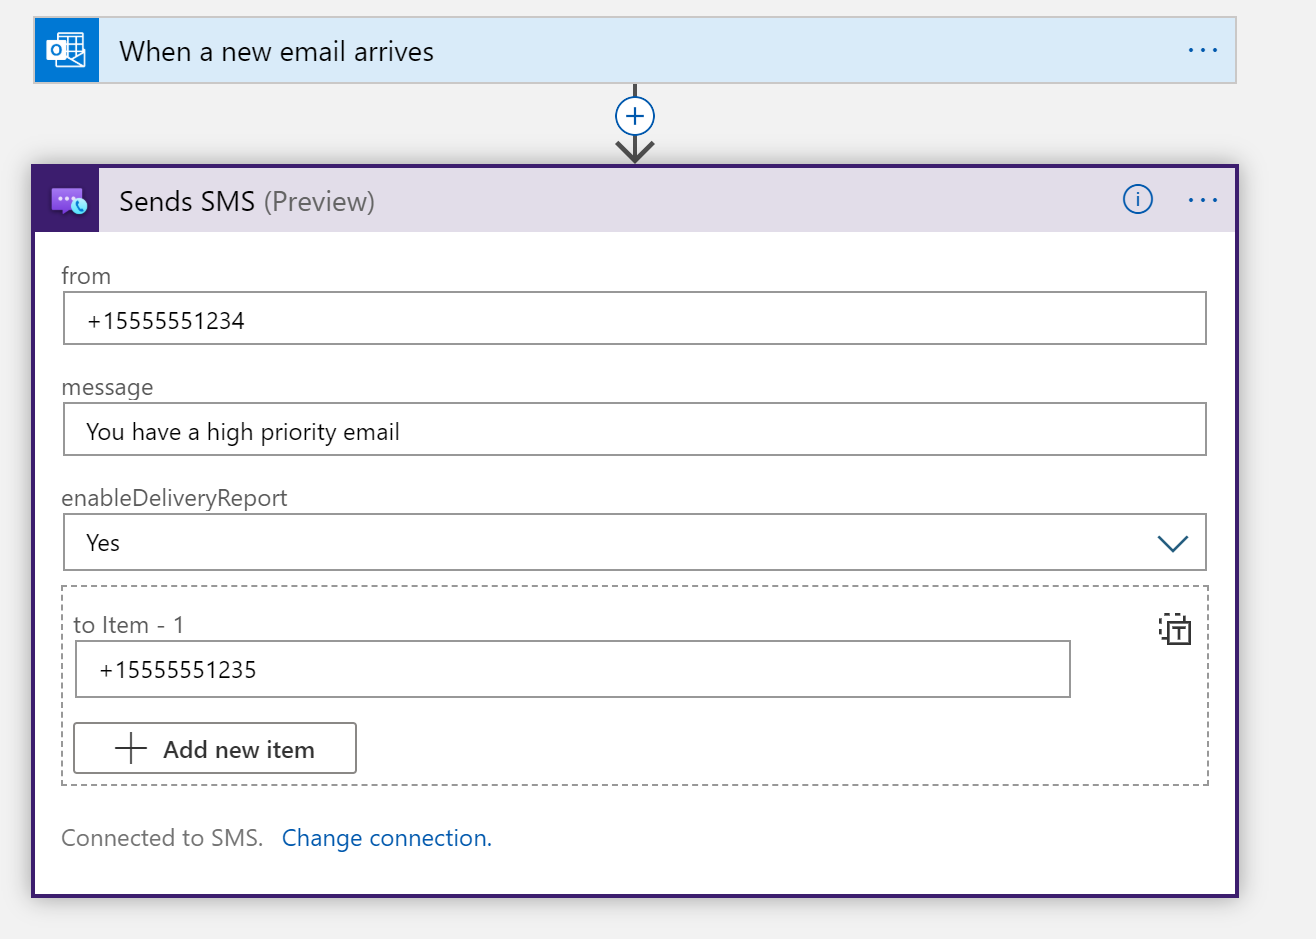 When a new email arrives
Sends SMS (Preview)
from
+15555551234
message
You have a high priority email
enableDeliveryReport
Yes
to Item - 1
+15555551235
Add new item
Connected to SMS. Change connection.